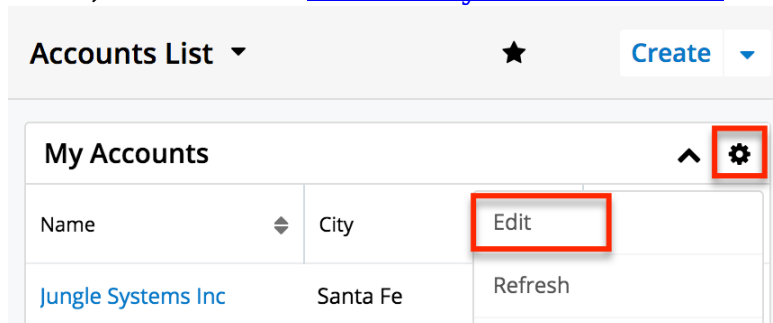 Accounts List
Create
My Accounts
Name
City
Edit
Jungle Systems Inc
Santa Fe
Refresh